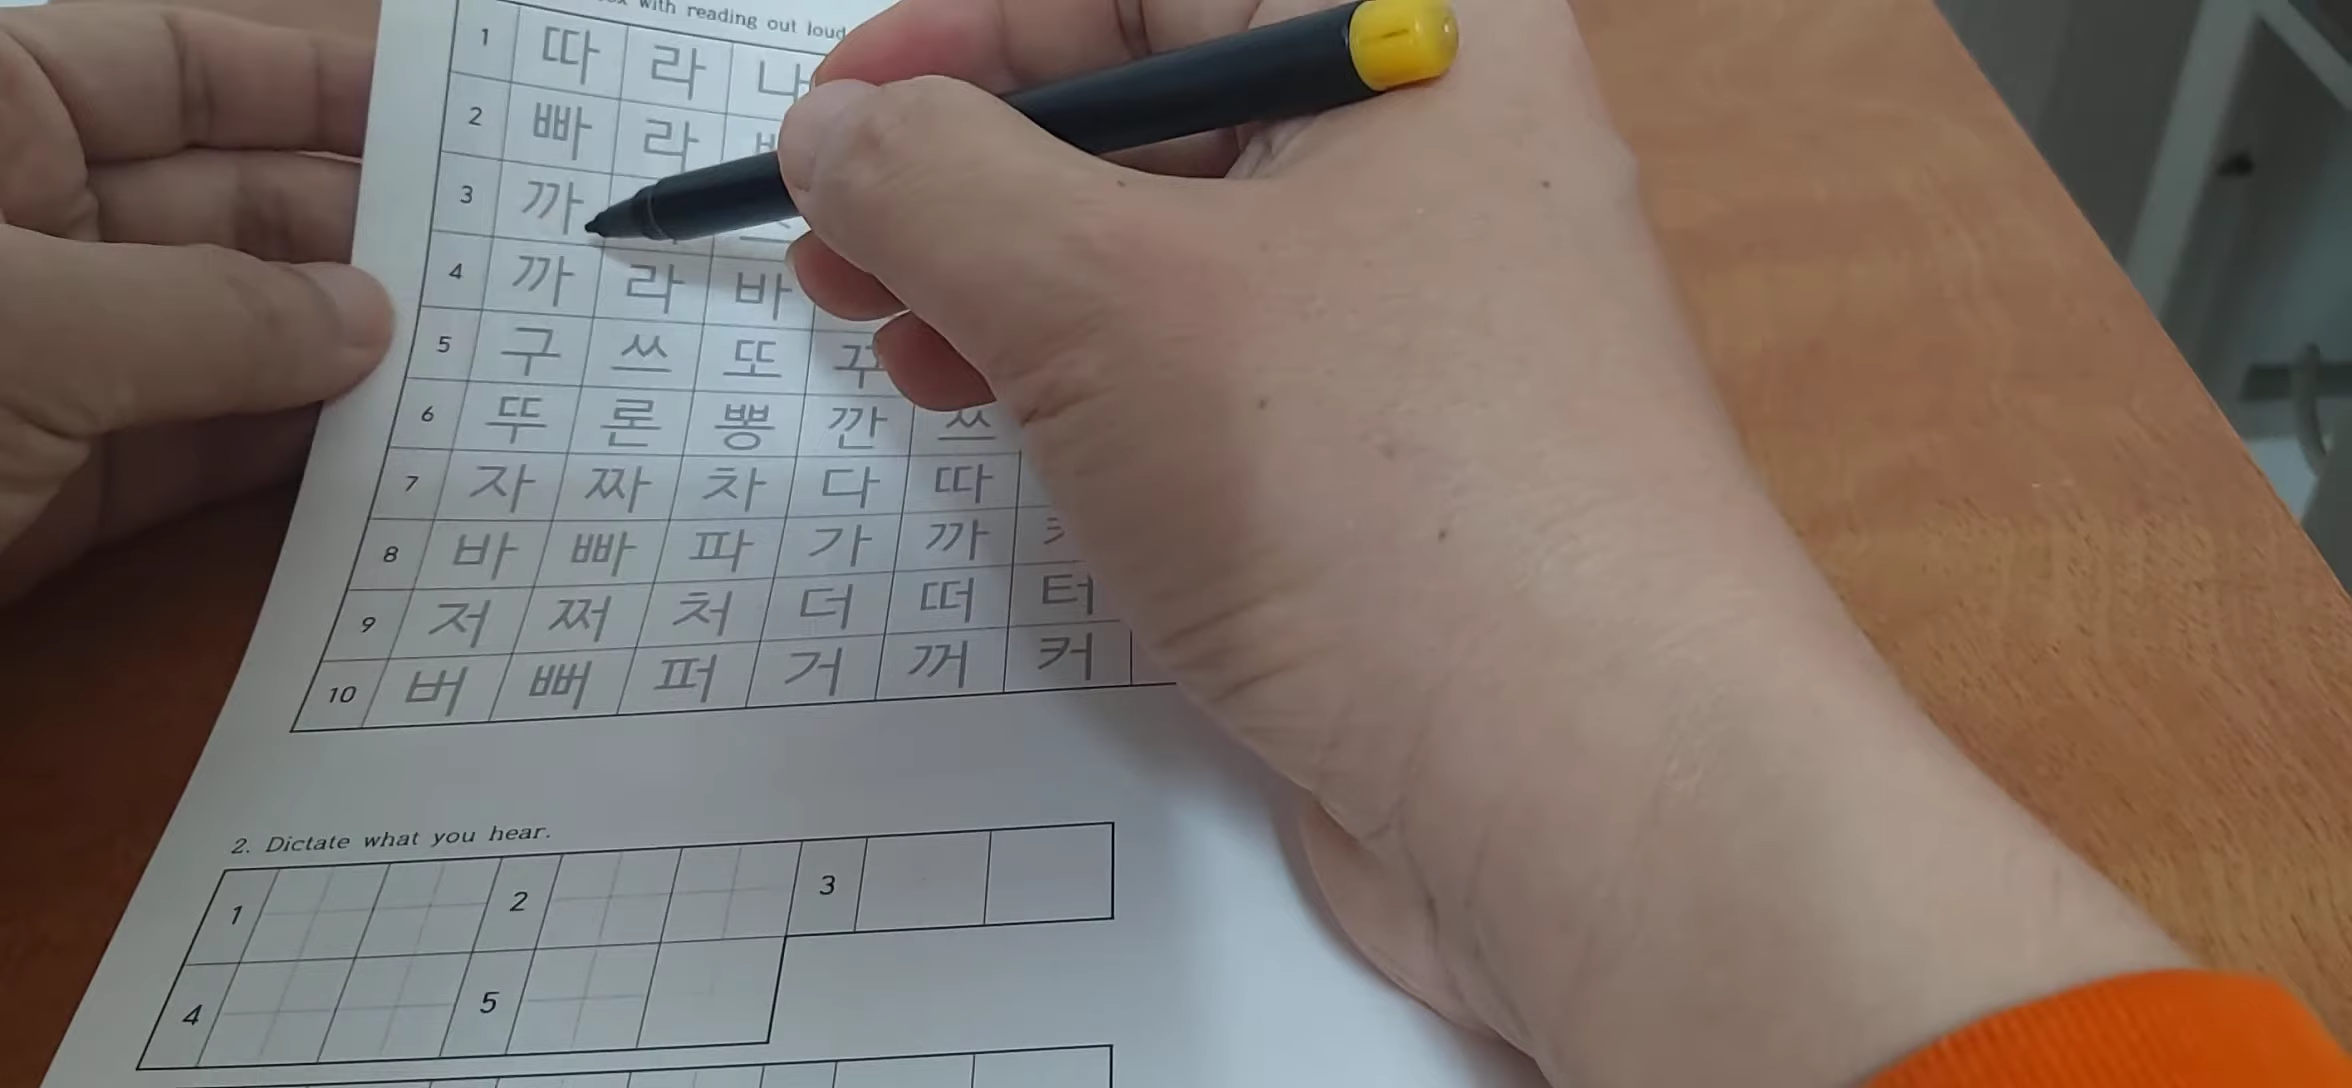 with reading out loud
1 따 라
2 빠 라
3 까
4 까 라 바
5 구 쓰 또 꾸
6 뚜 론 뽕 깐 쓰
7 자 짜 차 다 따
8 바 빠 파 가 까
9 저 쩌 처 더 떠 터
10 버 뻐 퍼 거 꺼 커
2. Dictate what you hear.
1 2 3
4 5